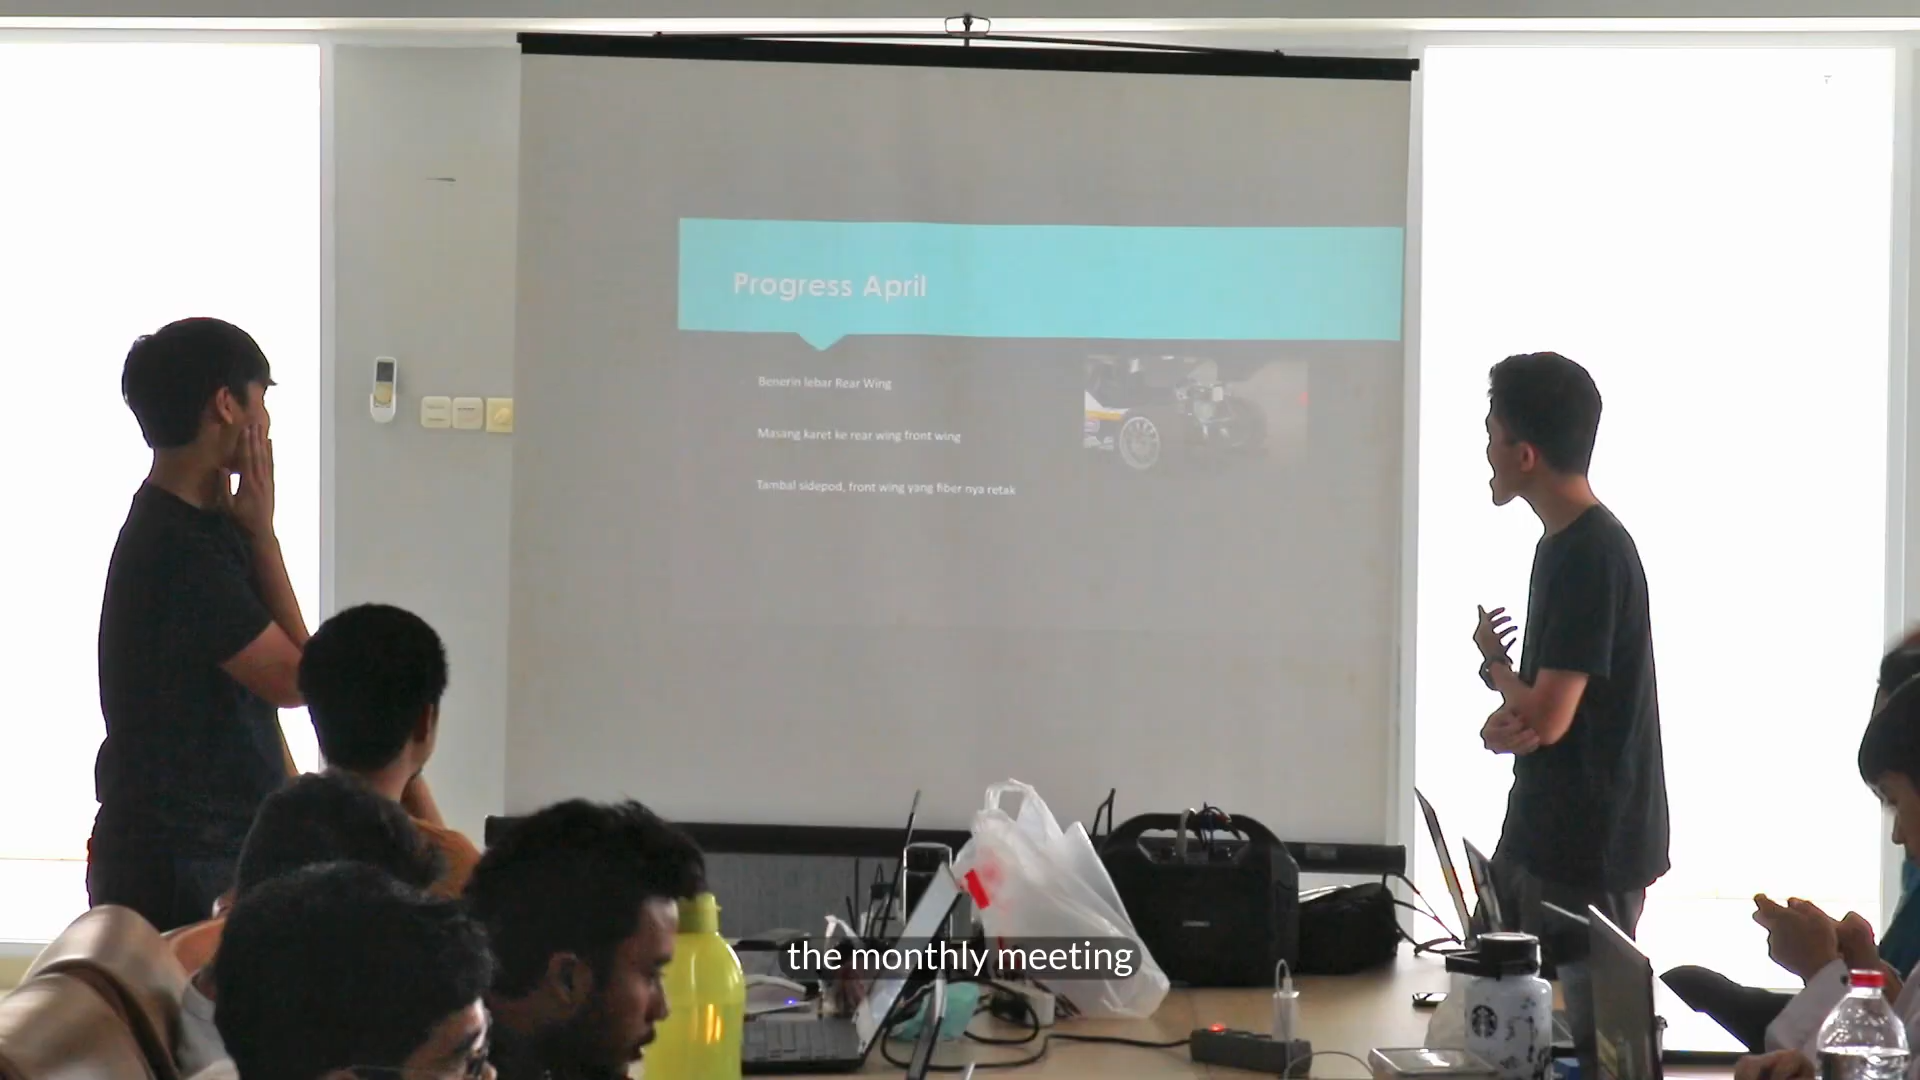 Progress April
Benerin lebar Rear Wing
Masang karet ke rear wing front wing
Tambal sidepod, front wing yang fiber nya retak
the monthly meeting